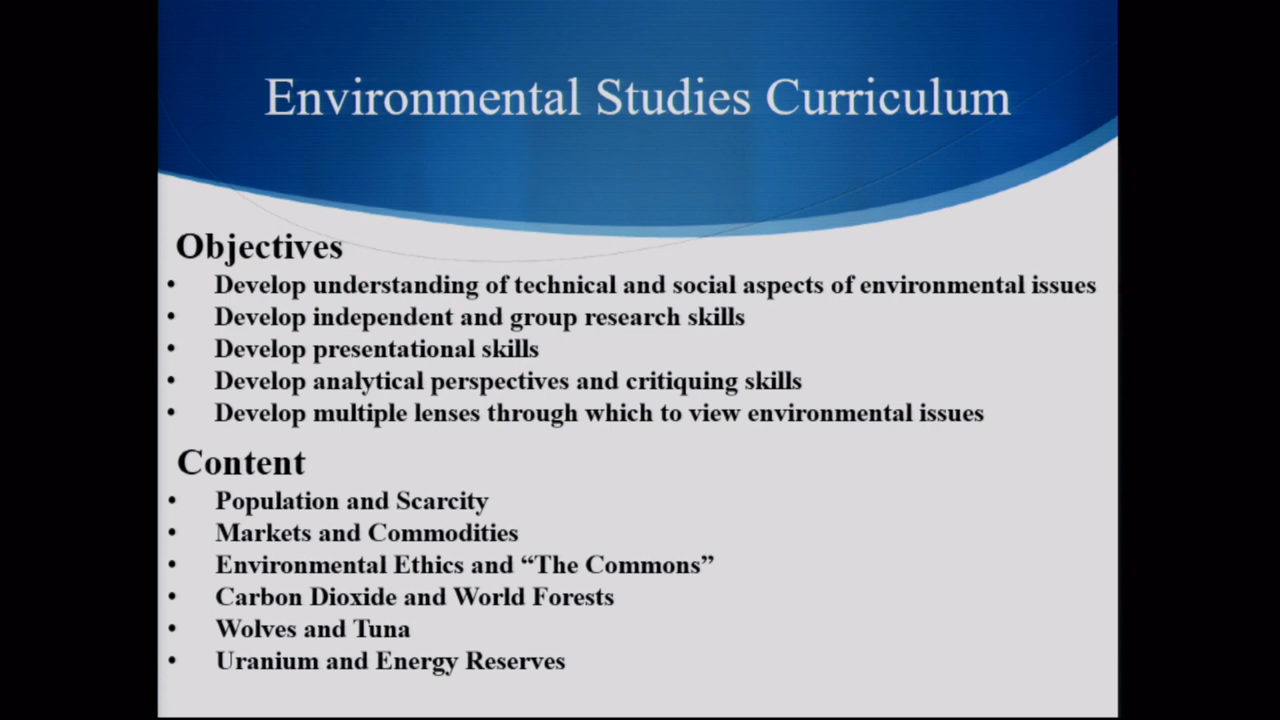 Environmental Studies Curriculum
Objectives
• Develop understanding of technical and social aspects of environmental issues
• Develop independent and group research skills
• Develop presentational skills
• Develop analytical perspectives and critiquing skills
• Develop multiple lenses through which to view environmental issues
Content
• Population and Scarcity
• Markets and Commodities
• Environmental Ethics and “The Commons”
• Carbon Dioxide and World Forests
• Wolves and Tuna
• Uranium and Energy Reserves